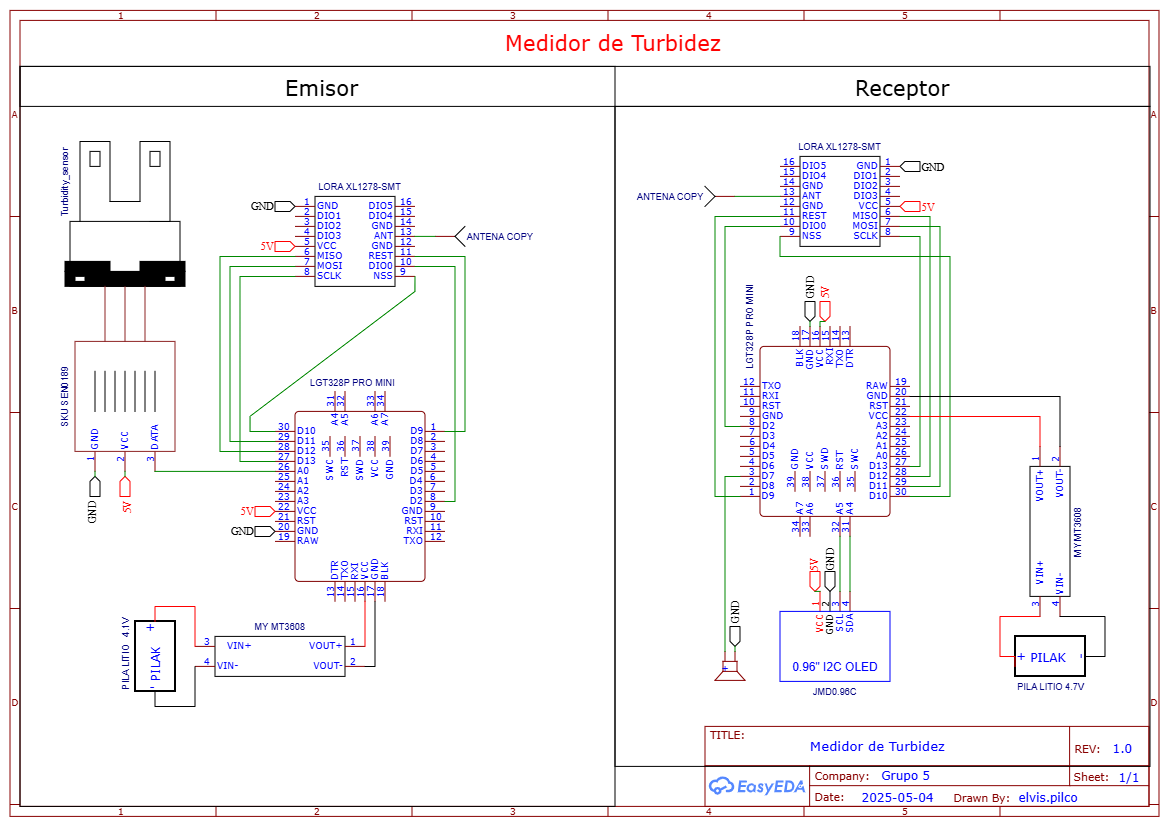 1 2 3 4 5
Medidor de Turbidez
Emisor
Receptor
A
B
C
D
Turbidity_sensor
SKU SEN0189
GND
VCC
DATA
1
2
3
GND
5V
LORA XL1278-SMT
GND
5V
1 GND DIO5 16
2 DIO1 DIO4 15
3 DIO2 GND 14
4 DIO3 ANT 13
5 VCC GND 12
6 MISO REST 11
7 MOSI DIO0 10
8 SCLK NSS 9
ANTENA COPY
LGT328P PRO MINI
31 32 33 34
A4 A5 A6 A7
30 D10 D9 1
29 D11 D8 2
28 D12 D7 3
27 D13 D6 4
26 A0 D5 5
25 A1 D4 6
24 A2 D3 7
23 A3 D2 8
22 VCC GND 9
21 RST RST 10
20 GND RXI 11
19 RAW TXO 12
35 36 37 38 39
SWC RST SWD VCC GND
5V
GND
DTR TXO RXI VCC GND BLK
13 14 15 16 17 18
PILA LITIO 4.1V
+ PILAK -
MY MT3608
3 VIN+ VOUT+ 1
4 VIN- VOUT- 2
LORA XL1278-SMT
16 DIO5 GND 1
15 DIO4 DIO1 2
14 GND DIO2 3
13 ANT DIO3 4
12 GND VCC 5
11 REST MISO 6
10 DIO0 MOSI 7
9 NSS SCLK 8
GND
5V
ANTENA COPY
LGT328P PRO MINI
GND
5V
18 17 16 15 14 13
BLK GND VCC RXI TXO DTR
12 TXO RAW 19
11 RXI GND 20
10 RST RST 21
9 GND VCC 22
8 D2 A3 23
7 D3 A2 24
6 D4 A1 25
5 D5 A0 26
4 D6 D13 27
3 D7 D12 28
2 D8 D11 29
1 D9 D10 30
GND VCC SWD RST SWC
39 38 37 36 35
A7 A6 A5 A4
34 33 32 31
5V
GND
1 2 3 4
VCC GND SCL SDA
0.96" I2C OLED
JMD0.96C
GND
+
1 2
VOUT+ VOUT-
MY MT3608
VIN+ VIN-
3 4
+ PILAK -
PILA LITIO 4.7V
TITLE:
Medidor de Turbidez
REV: 1.0
EasyEDA
Company: Grupo 5
Sheet: 1/1
Date: 2025-05-04 Drawn By: elvis.pilco
A
B
C
D
1 2 3 4 5